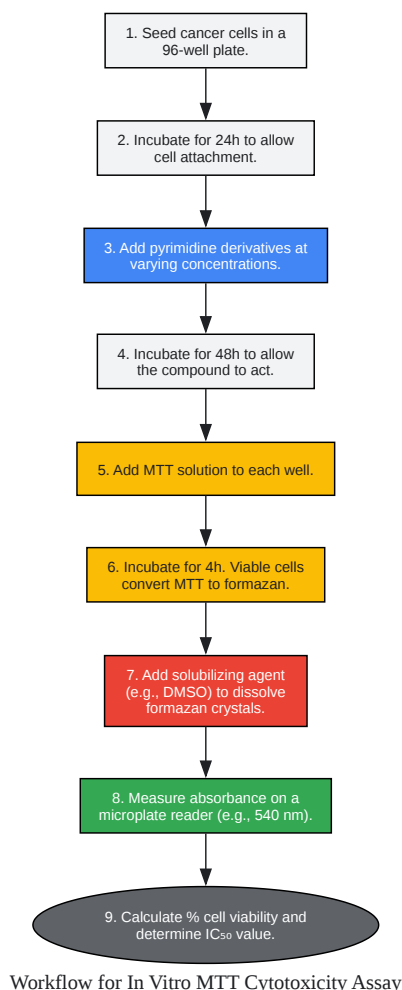 1. Seed cancer cells in a
96-well plate.
2. Incubate for 24h to allow
cell attachment.
3. Add pyrimidine derivatives at
varying concentrations.
4. Incubate for 48h to allow
the compound to act.
5. Add MTT solution to each well.
6. Incubate for 4h. Viable cells
convert MTT to formazan.
7. Add solubilizing agent
(e.g., DMSO) to dissolve
formazan crystals.
8. Measure absorbance on a
microplate reader (e.g., 540 nm).
9. Calculate % cell viability and
determine IC₅₀ value.
Workflow for In Vitro MTT Cytotoxicity Assay